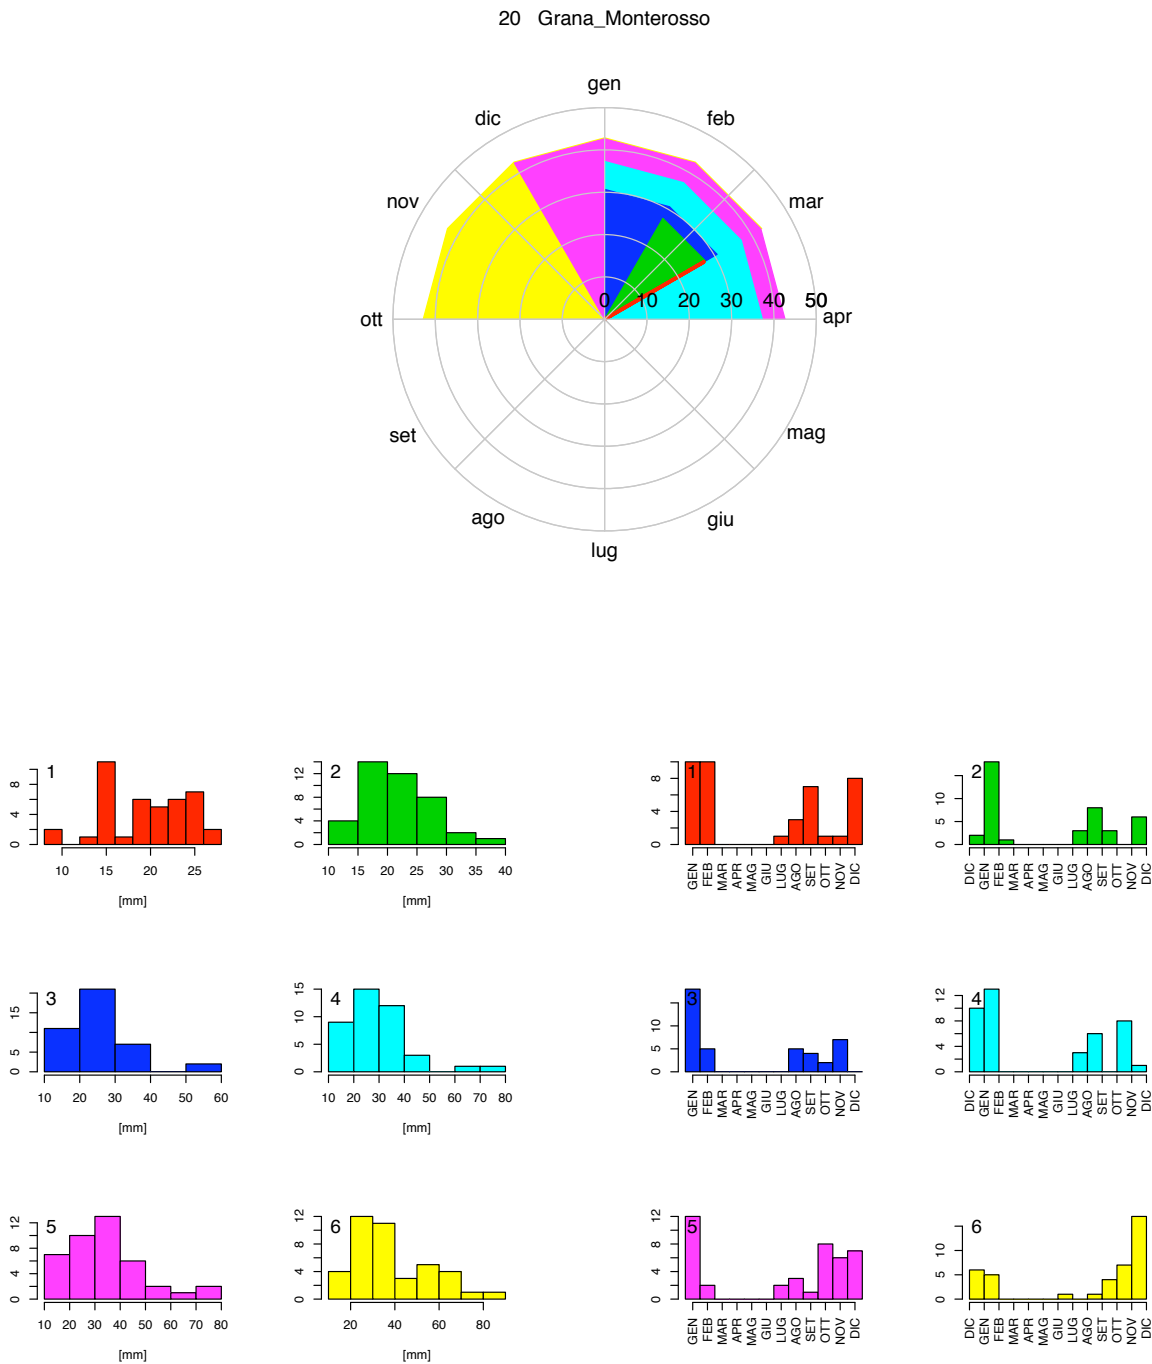 20 Grana_Monterosso
gen
dic feb
nov mar
0 10 20 30 40 50
ott apr
set mag
ago giu
lug
1 2 1 2
0 4 8
10 15 20 25
[mm]
0 4 8 12
10 15 20 25 30 35 40
[mm]
0 4 8
GEN FEB MAR APR MAG GIU LUG AGO SET OTT NOV DIC
0 5 10
DIC GEN FEB MAR APR MAG GIU LUG AGO SET OTT NOV DIC
3 4 3 4
0 5 15
10 20 30 40 50 60
[mm]
0 5 10 15
10 20 30 40 50 60 70 80
[mm]
0 5 10
GEN FEB MAR APR MAG GIU LUG AGO SET OTT NOV DIC
0 4 8 12
DIC GEN FEB MAR APR MAG GIU LUG AGO SET OTT NOV DIC
5 6 5 6
0 4 8 12
10 20 30 40 50 60 70 80
[mm]
0 4 8 12
20 40 60 80
[mm]
0 4 8 12
GEN FEB MAR APR MAG GIU LUG AGO SET OTT NOV DIC
0 5 10
DIC GEN FEB MAR APR MAG GIU LUG AGO SET OTT NOV DIC